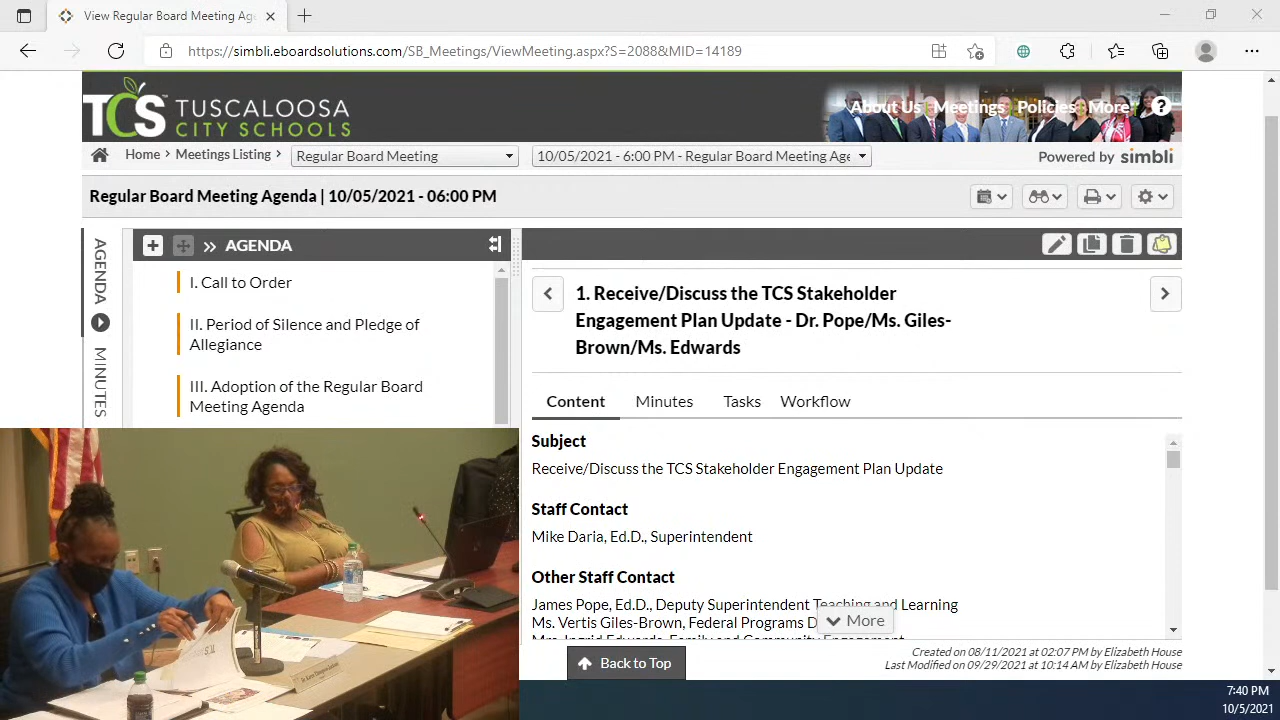 View Regular Board Meeting Age
https://simbli.eboardsolutions.com/SB_Meetings/ViewMeeting.aspx?S=2088&MID=14189
TCS TUSCALOOSA
CITY SCHOOLS
About Us Meetings Policies More ?
Home > Meetings Listing > Regular Board Meeting 10/05/2021 - 6:00 PM - Regular Board Meeting Age
Powered by simbli
Regular Board Meeting Agenda | 10/05/2021 - 06:00 PM
AGENDA
MINUTES
AGENDA
I. Call to Order
II. Period of Silence and Pledge of
Allegiance
III. Adoption of the Regular Board
Meeting Agenda
1. Receive/Discuss the TCS Stakeholder
Engagement Plan Update - Dr. Pope/Ms. Giles-
Brown/Ms. Edwards
Content Minutes Tasks Workflow
Subject
Receive/Discuss the TCS Stakeholder Engagement Plan Update
Staff Contact
Mike Daria, Ed.D., Superintendent
Other Staff Contact
James Pope, Ed.D., Deputy Superintendent Teaching and Learning
Ms. Vertis Giles-Brown, Federal Programs D
Mrs. Ingrid Edwards, Family and Community Engagement
More
Back to Top
Created on 08/11/2021 at 02:07 PM by Elizabeth House
Last Modified on 09/29/2021 at 10:14 AM by Elizabeth House
7:40 PM
10/5/2021